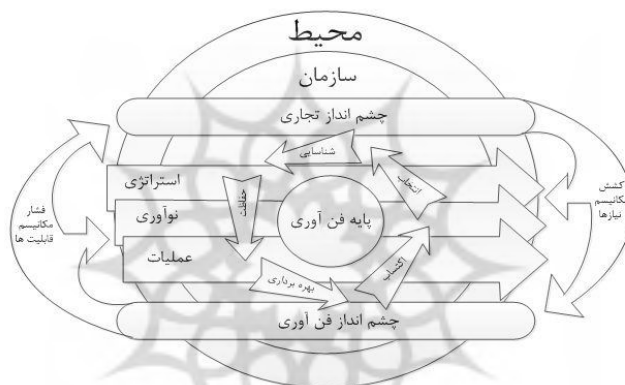 محیط
سازمان
چشم انداز تجاری
شناسایی
انتخاب
استراتژی
حفاظت
نوآوری
پایه فن آوری
عملیات
اکتساب
بهره برداری
چشم انداز فن آوری
فشار
مکانیسم
قابلیت ها
کشش
مکانیسم
نیازها